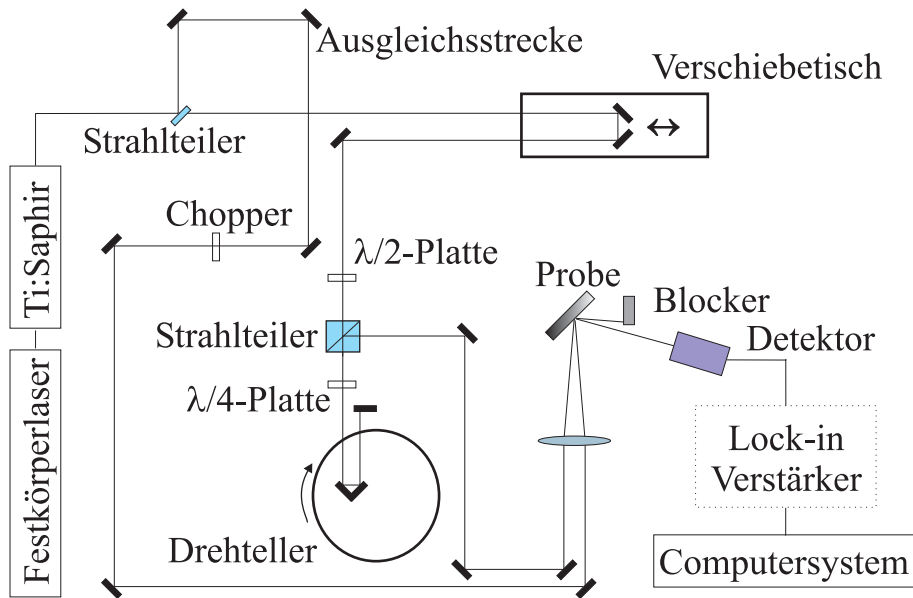 Ausgleichsstrecke
Verschiebetisch
Strahlteiler
Ti:Saphir
Chopper
λ/2-Platte
Probe
Blocker
Strahlteiler
Detektor
λ/4-Platte
Festkörperlaser
Lock-in
Verstärker
Drehteller
Computersystem